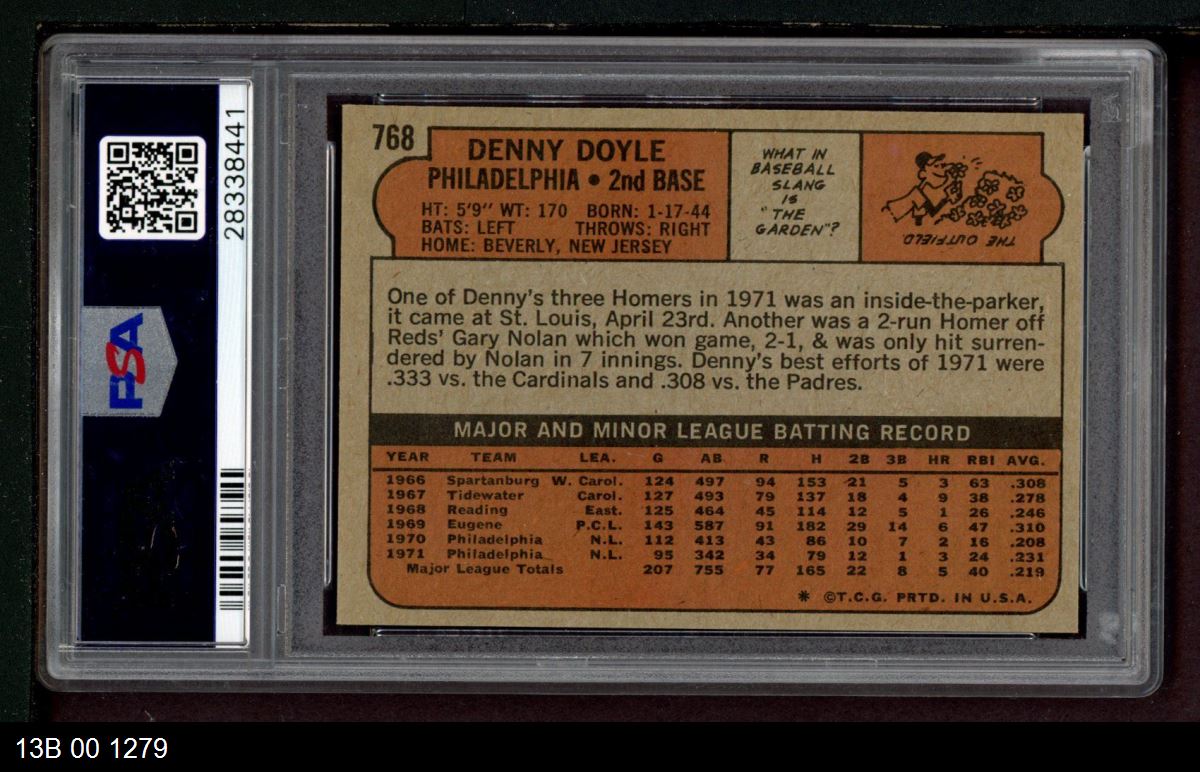 28338441
PSA
768
DENNY DOYLE
PHILADELPHIA • 2nd BASE
HT: 5'9" WT: 170 BORN: 1-17-44
BATS: LEFT THROWS: RIGHT
HOME: BEVERLY, NEW JERSEY
WHAT IN
BASEBALL
SLANG
IS
"THE
GARDEN"?
THE OUTFIELD
One of Denny's three Homers in 1971 was an inside-the-parker,
it came at St. Louis, April 23rd. Another was a 2-run Homer off
Reds' Gary Nolan which won game, 2-1, & was only hit surren-
dered by Nolan in 7 innings. Denny's best efforts of 1971 were
.333 vs. the Cardinals and .308 vs. the Padres.
MAJOR AND MINOR LEAGUE BATTING RECORD
YEAR TEAM LEA. G AB R H 2B 3B HR RBI AVG.
1966 Spartanburg W. Carol. 124 497 94 153 21 5 3 63 .308
1967 Tidewater Carol. 127 493 79 137 18 4 9 38 .278
1968 Reading East. 125 464 45 114 12 5 1 26 .246
1969 Eugene P.C.L. 143 587 91 182 29 14 6 47 .310
1970 Philadelphia N.L. 112 413 43 86 10 7 2 16 .208
1971 Philadelphia N.L. 95 342 34 79 12 1 3 24 .231
Major League Totals 207 755 77 165 22 8 5 40 .219
* ©T.C.G. PRTD. IN U.S.A.
13B 00 1279